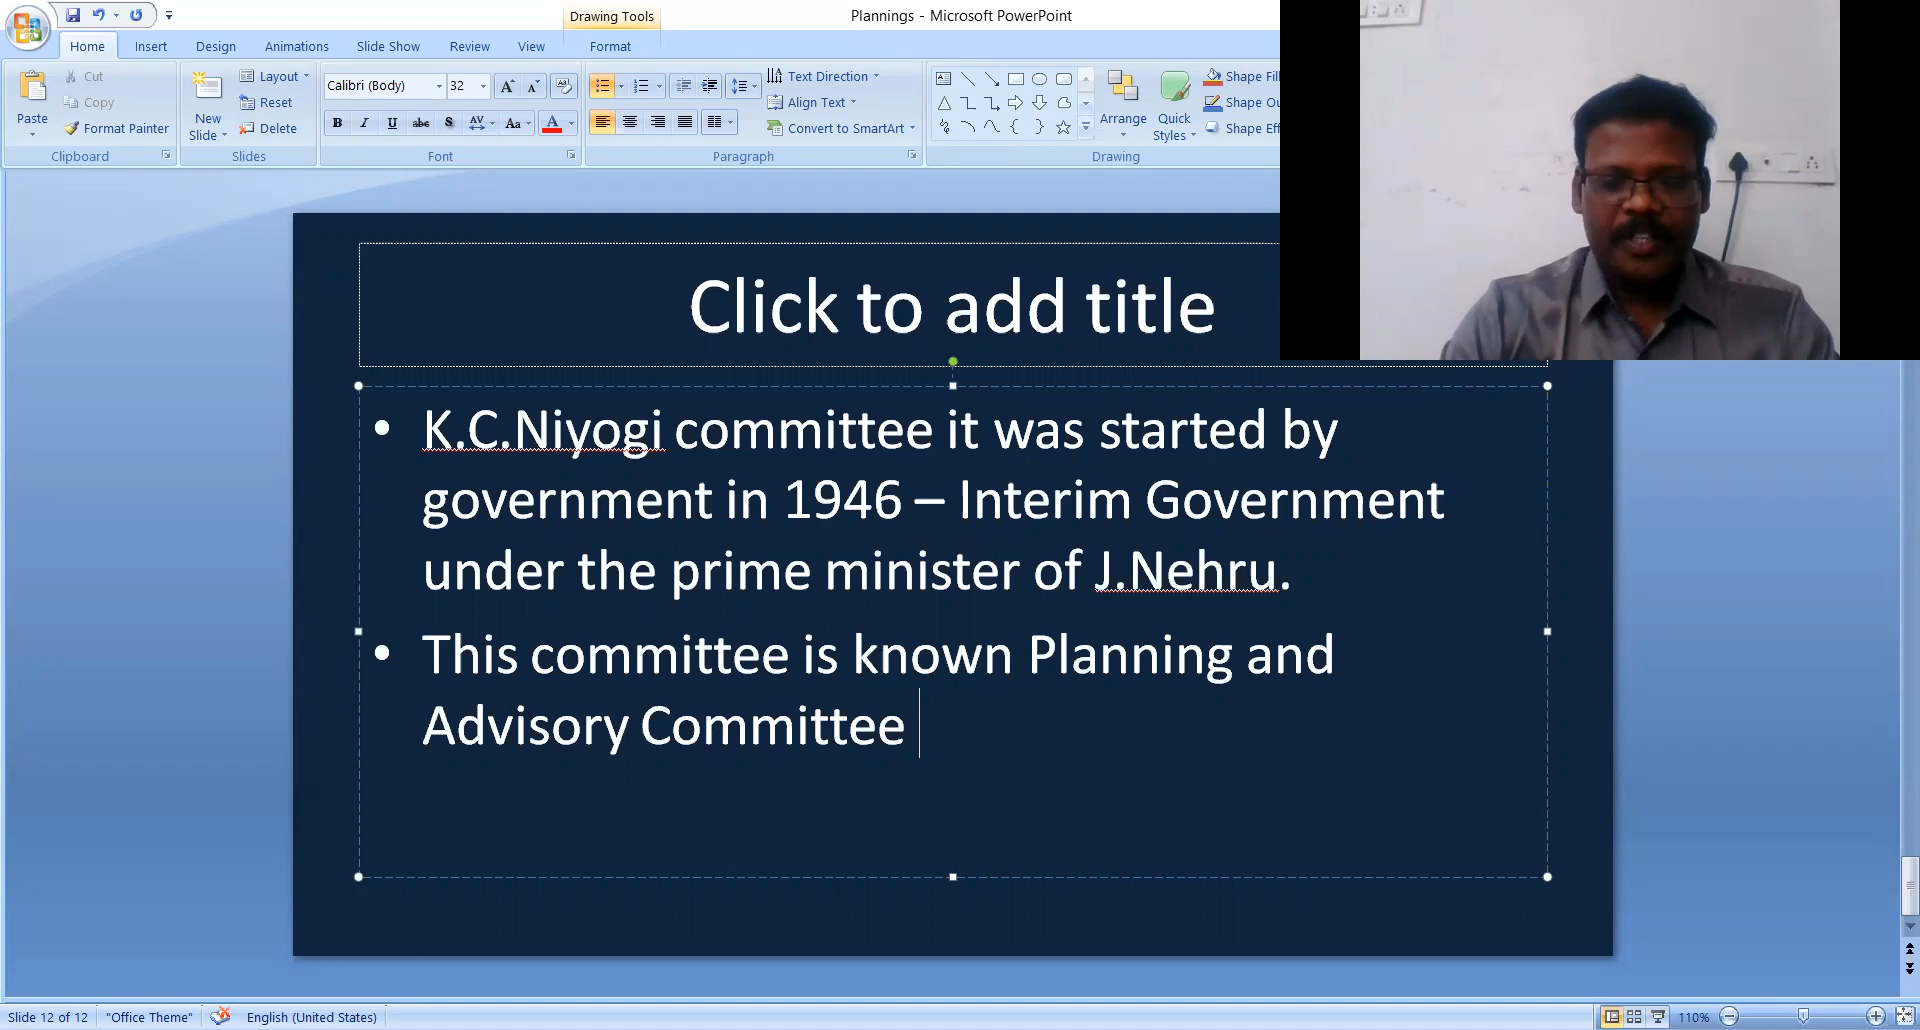 Drawing Tools
Plannings - Microsoft PowerPoint
Home Insert Design Animations Slide Show Review View Format
Paste
Cut
Copy
Format Painter
Clipboard
New Slide
Layout
Reset
Delete
Slides
Calibri (Body) 32
B I U abc S AV Aa A
Font
Text Direction
Align Text
Convert to SmartArt
Paragraph
Arrange
Quick Styles
Shape Fil
Shape Ou
Shape Eff
Drawing
Click to add title
• K.C.Niyogi committee it was started by
government in 1946 – Interim Government
under the prime minister of J.Nehru.
• This committee is known Planning and
Advisory Committee
Slide 12 of 12 "Office Theme" English (United States) 110%